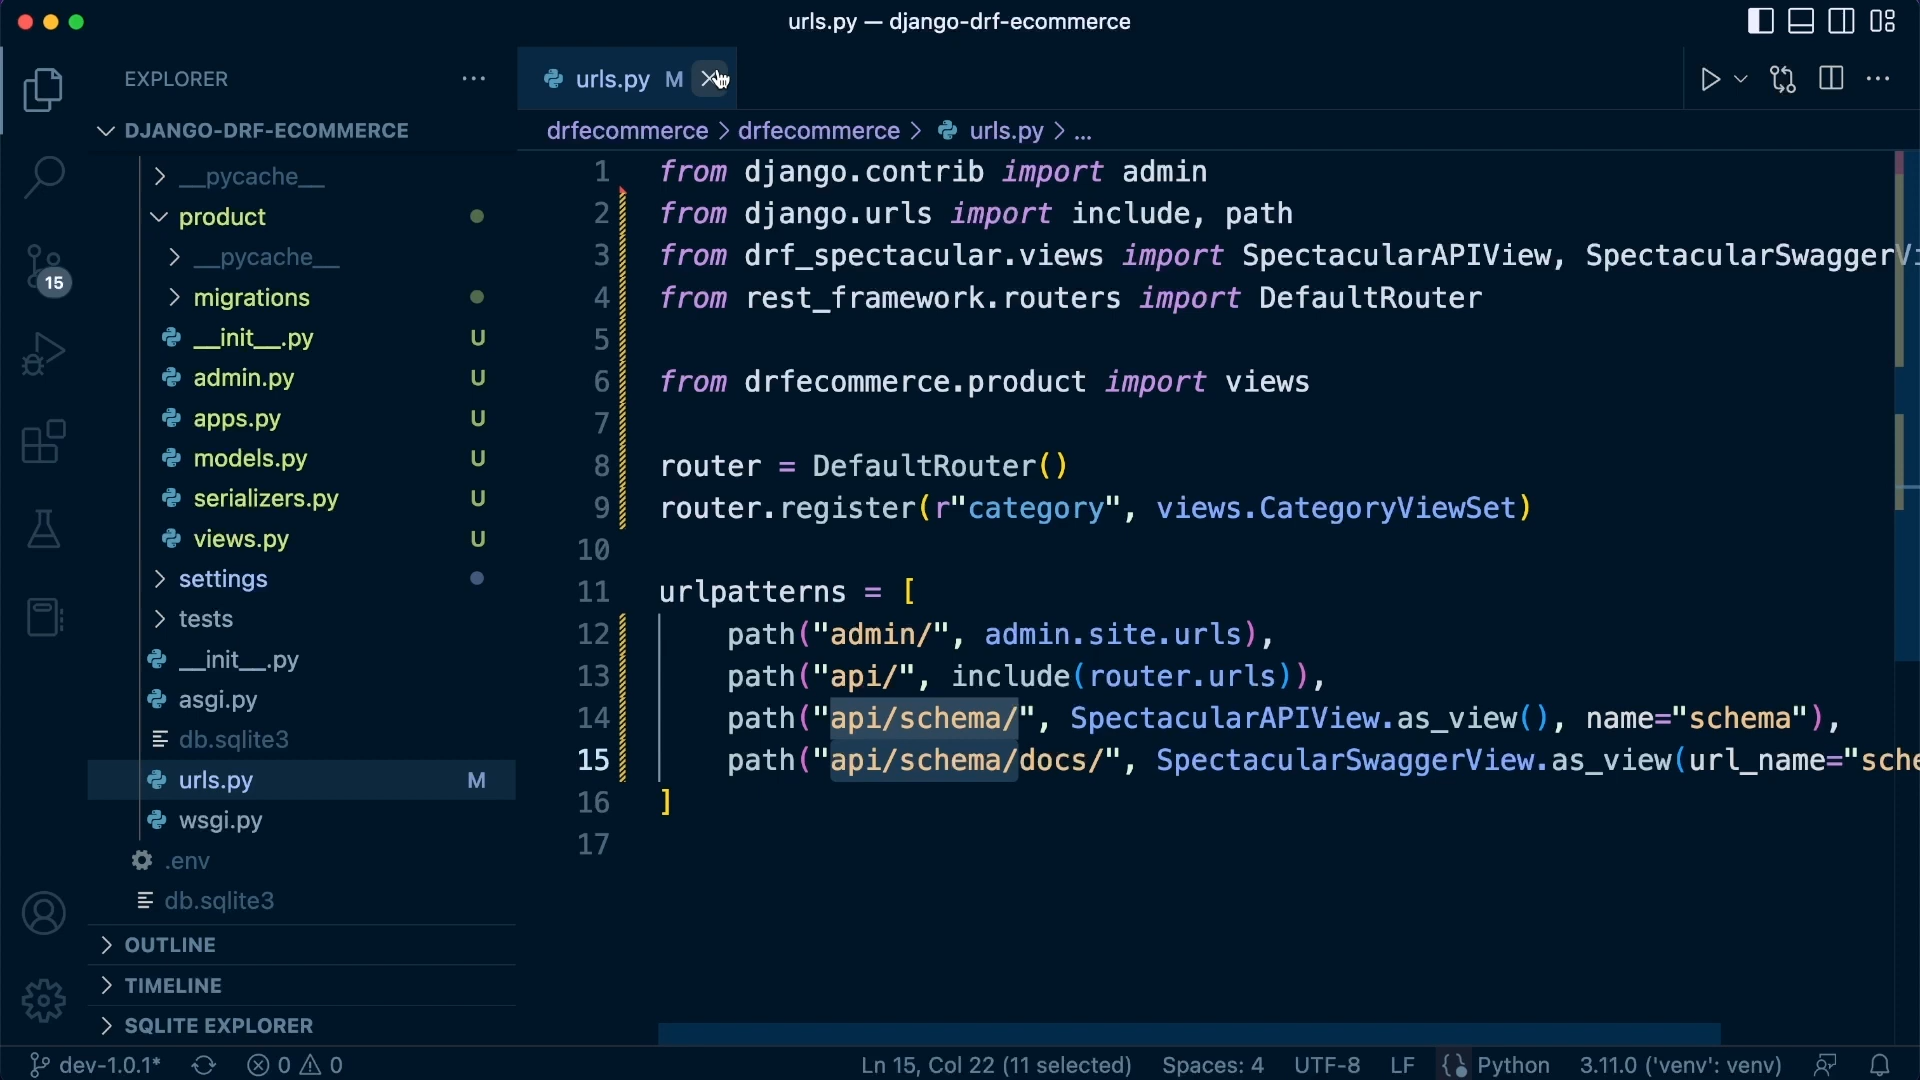 urls.py — django-drf-ecommerce
EXPLORER
DJANGO-DRF-ECOMMERCE
__pycache__
product
__pycache__
migrations
__init__.py U
admin.py U
apps.py U
models.py U
serializers.py U
views.py U
settings
tests
__init__.py
asgi.py
db.sqlite3
urls.py M
wsgi.py
.env
db.sqlite3
OUTLINE
TIMELINE
SQLITE EXPLORER
15
urls.py M
drfecommerce > drfecommerce > urls.py > ...
1 from django.contrib import admin
2 from django.urls import include, path
3 from drf_spectacular.views import SpectacularAPIView, SpectacularSwaggerVi
4 from rest_framework.routers import DefaultRouter
5
6 from drfecommerce.product import views
7
8 router = DefaultRouter()
9 router.register(r"category", views.CategoryViewSet)
10
11 urlpatterns = [
12 path("admin/", admin.site.urls),
13 path("api/", include(router.urls)),
14 path("api/schema/", SpectacularAPIView.as_view(), name="schema"),
15 path("api/schema/docs/", SpectacularSwaggerView.as_view(url_name="sche
16 ]
17
dev-1.0.1* 0 0 Ln 15, Col 22 (11 selected) Spaces: 4 UTF-8 LF Python 3.11.0 ('venv': venv)